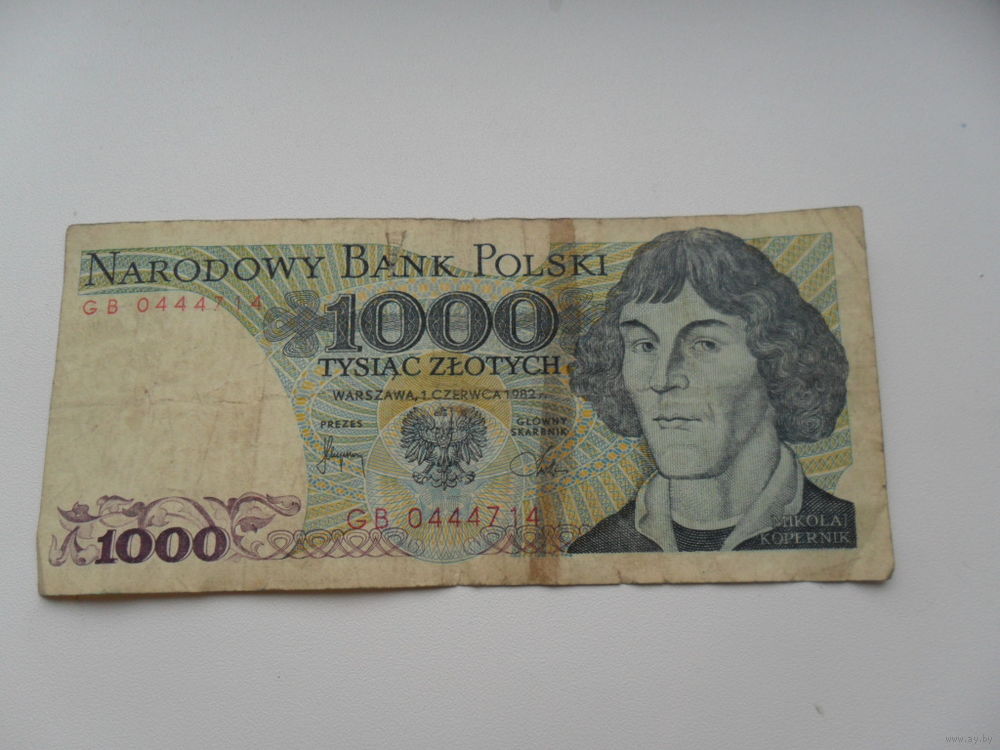 NARODOWY BANK POLSKI
GB 0444714
1000
TYSIĄC ZŁOTYCH
WARSZAWA, 1 CZERWCA 1982 r.
PREZES
GŁÓWNY
SKARBNIK
GB 0444714
1000
MIKOŁAJ
KOPERNIK
www.ay.by